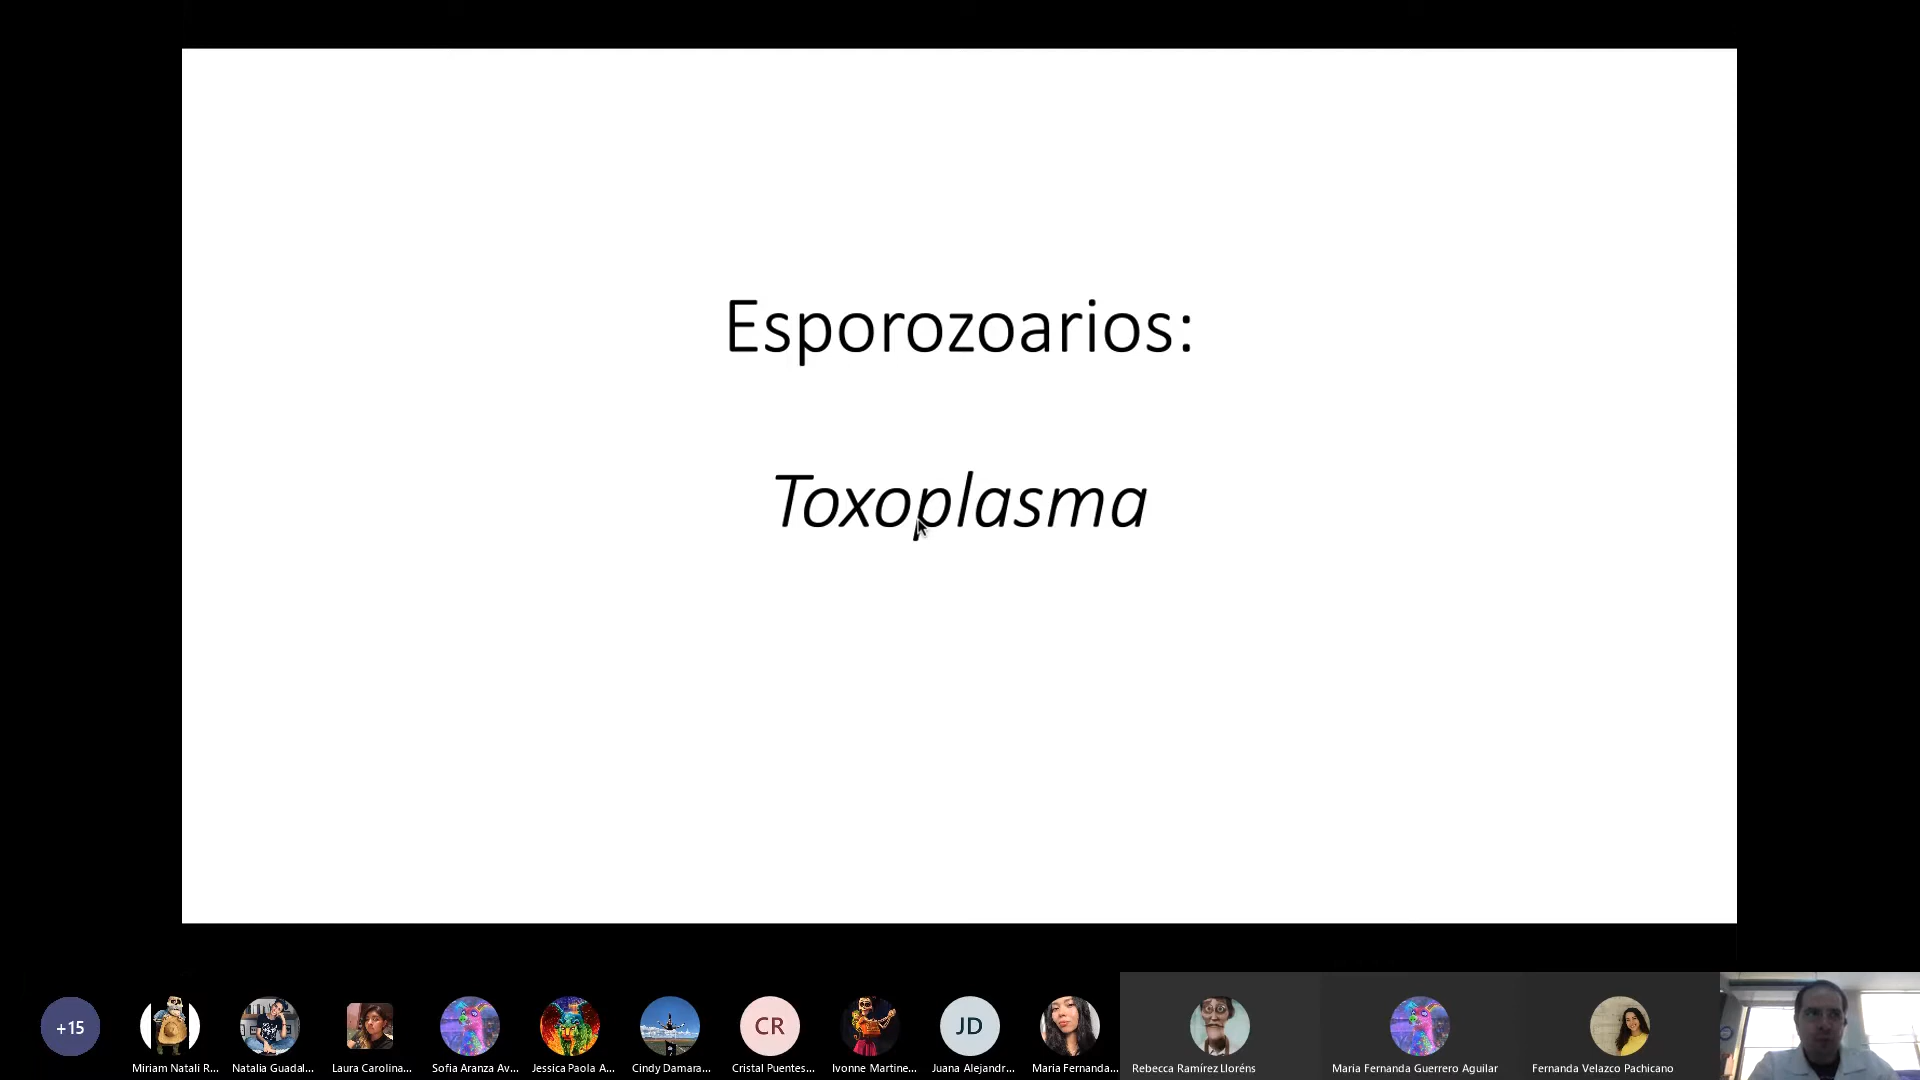 Esporozoarios:
Toxoplasma
+15
CR
JD
Miriam Natali R...
Natalia Guadal...
Laura Carolina...
Sofia Aranza Av...
Jessica Paola A...
Cindy Damara...
Cristal Puentes...
Ivonne Martine...
Juana Alejandr...
Maria Fernanda...
Rebecca Ramírez Lloréns
Maria Fernanda Guerrero Aguilar
Fernanda Velazco Pachicano